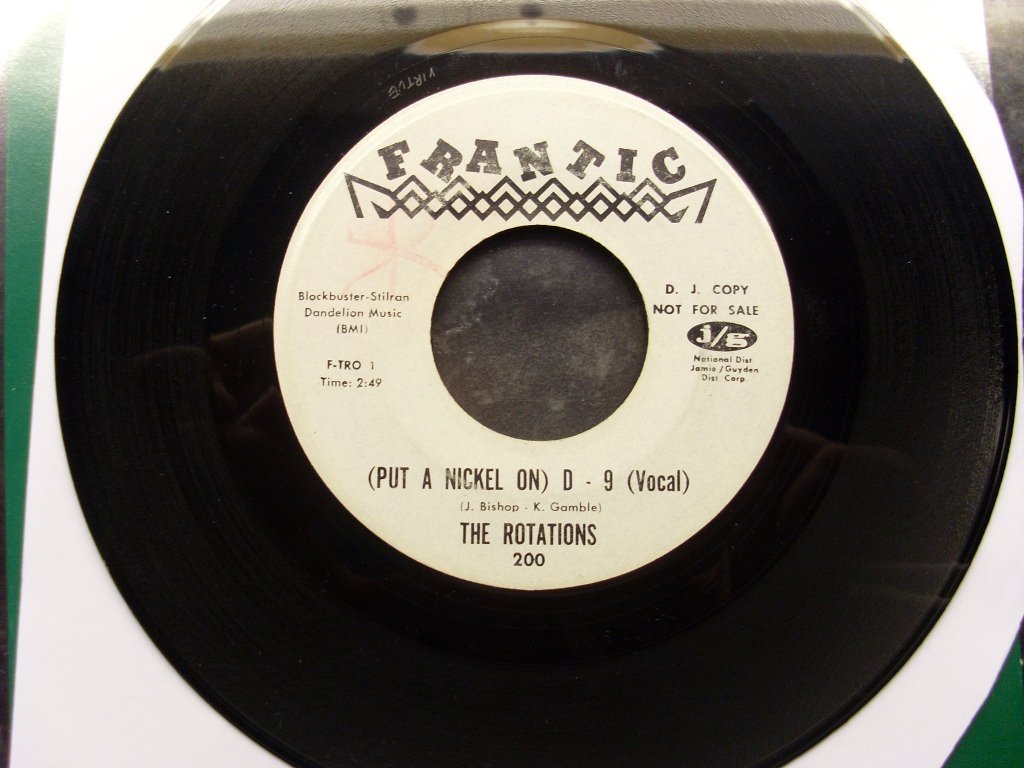 VIRTUE
FRANTIC
Blockbuster-Stilran
Dandelion Music
(BMI)
F-TRO 1
Time: 2:49
D. J. COPY
NOT FOR SALE
j/g
National Dist.
Jamie/Guyden
Dist. Corp
(PUT A NICKEL ON) D - 9 (Vocal)
(J. Bishop - K. Gamble)
THE ROTATIONS
200